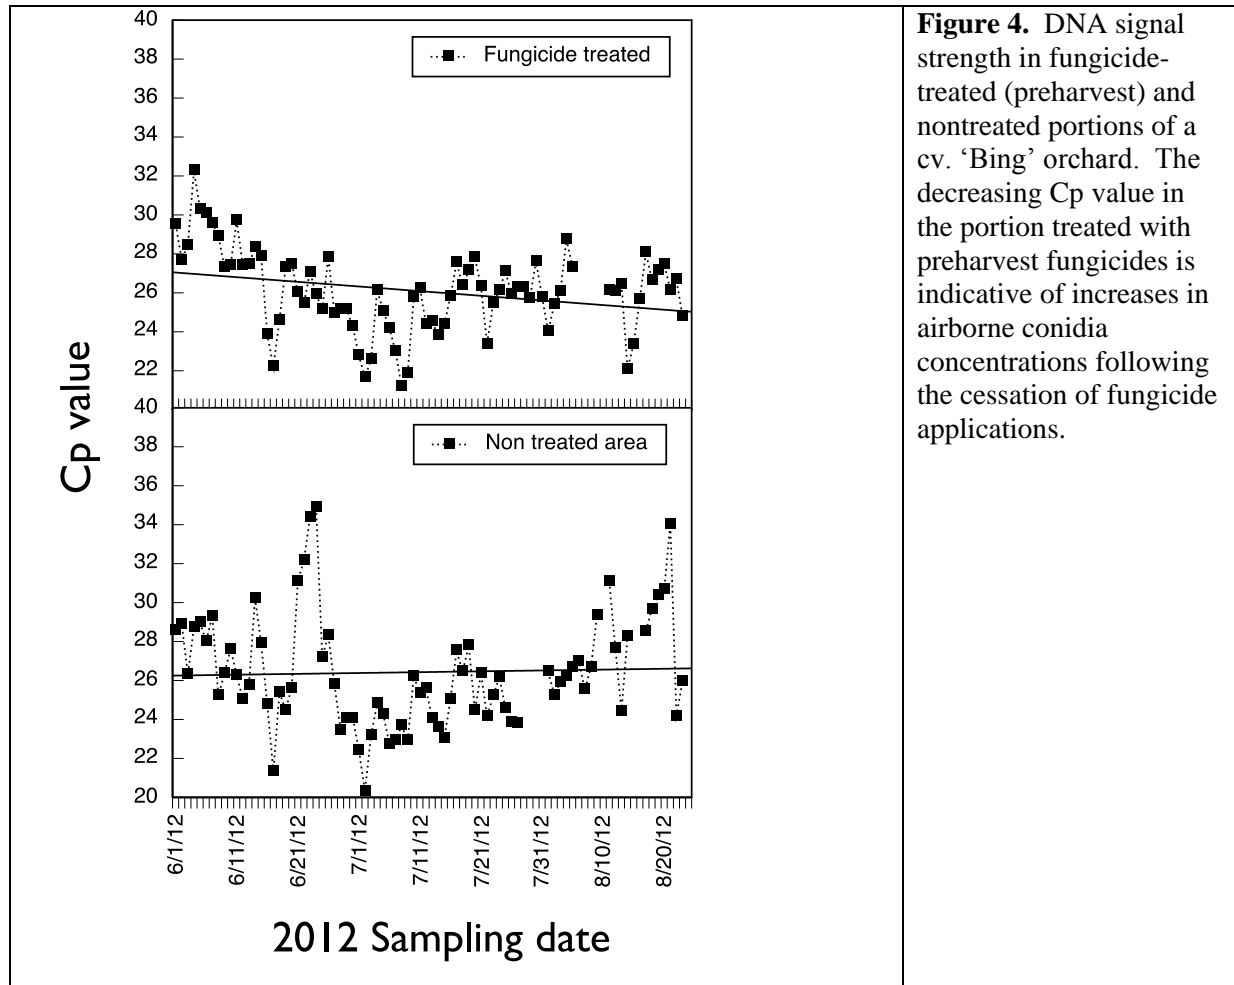 40
38
36
34
32
30
28
26
24
22
40
38
36
34
32
30
28
26
24
22
20
Fungicide treated
Non treated area
Cp value
6/1/12
6/11/12
6/21/12
7/1/12
7/11/12
7/21/12
7/31/12
8/10/12
8/20/12
2012 Sampling date
Figure 4. DNA signal
strength in fungicide-
treated (preharvest) and
nontreated portions of a
cv. ‘Bing’ orchard. The
decreasing Cp value in
the portion treated with
preharvest fungicides is
indicative of increases in
airborne conidia
concentrations following
the cessation of fungicide
applications.